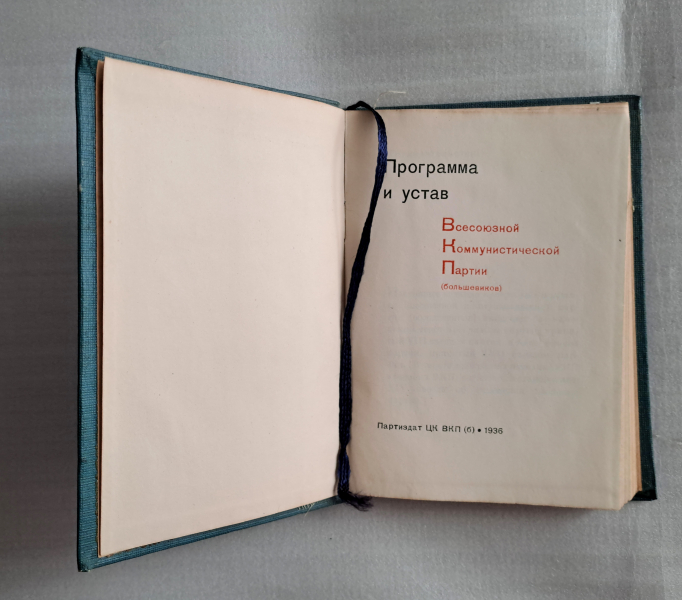 Программа
и устав
Всесоюзной
Коммунистической
Партии
(большевиков)
Партиздат ЦК ВКП (б) • 1936